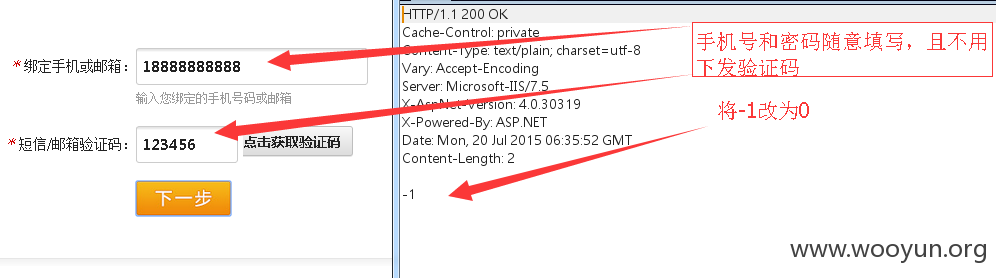 *绑定手机或邮箱：
18888888888
输入您绑定的手机号码或邮箱
*短信/邮箱验证码：
123456
点击获取验证码
下一步
HTTP/1.1 200 OK
Cache-Control: private
Content-Type: text/plain; charset=utf-8
Vary: Accept-Encoding
Server: Microsoft-IIS/7.5
X-AspNet-Version: 4.0.30319
X-Powered-By: ASP.NET
Date: Mon, 20 Jul 2015 06:35:52 GMT
Content-Length: 2
-1
手机号和密码随意填写，且不用
下发验证码
将-1改为0
www.wooyun.org